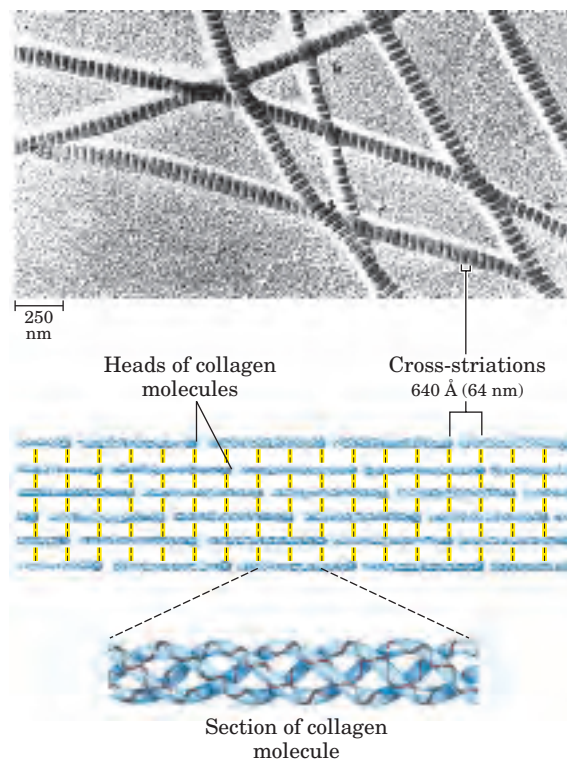 250
nm
Heads of collagen
molecules
Cross-striations
640 Å (64 nm)
Section of collagen
molecule